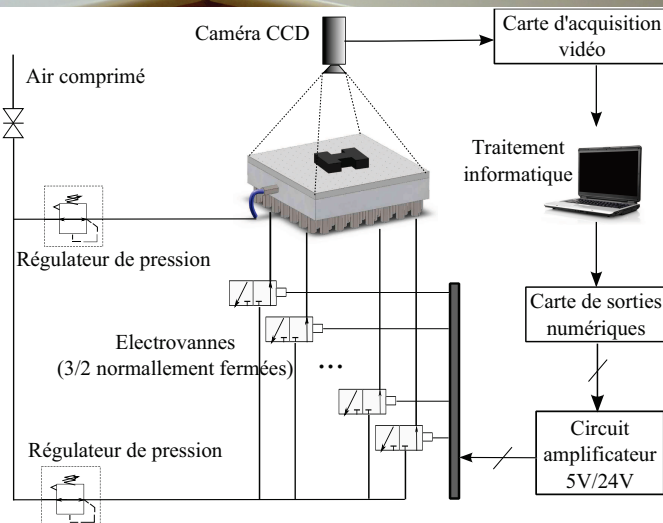 Caméra CCD
Carte d'acquisition
vidéo
Air comprimé
Traitement
informatique
Régulateur de pression
Carte de sorties
numériques
Electrovannes
(3/2 normallement fermées)
...
Régulateur de pression
Circuit
amplificateur
5V/24V